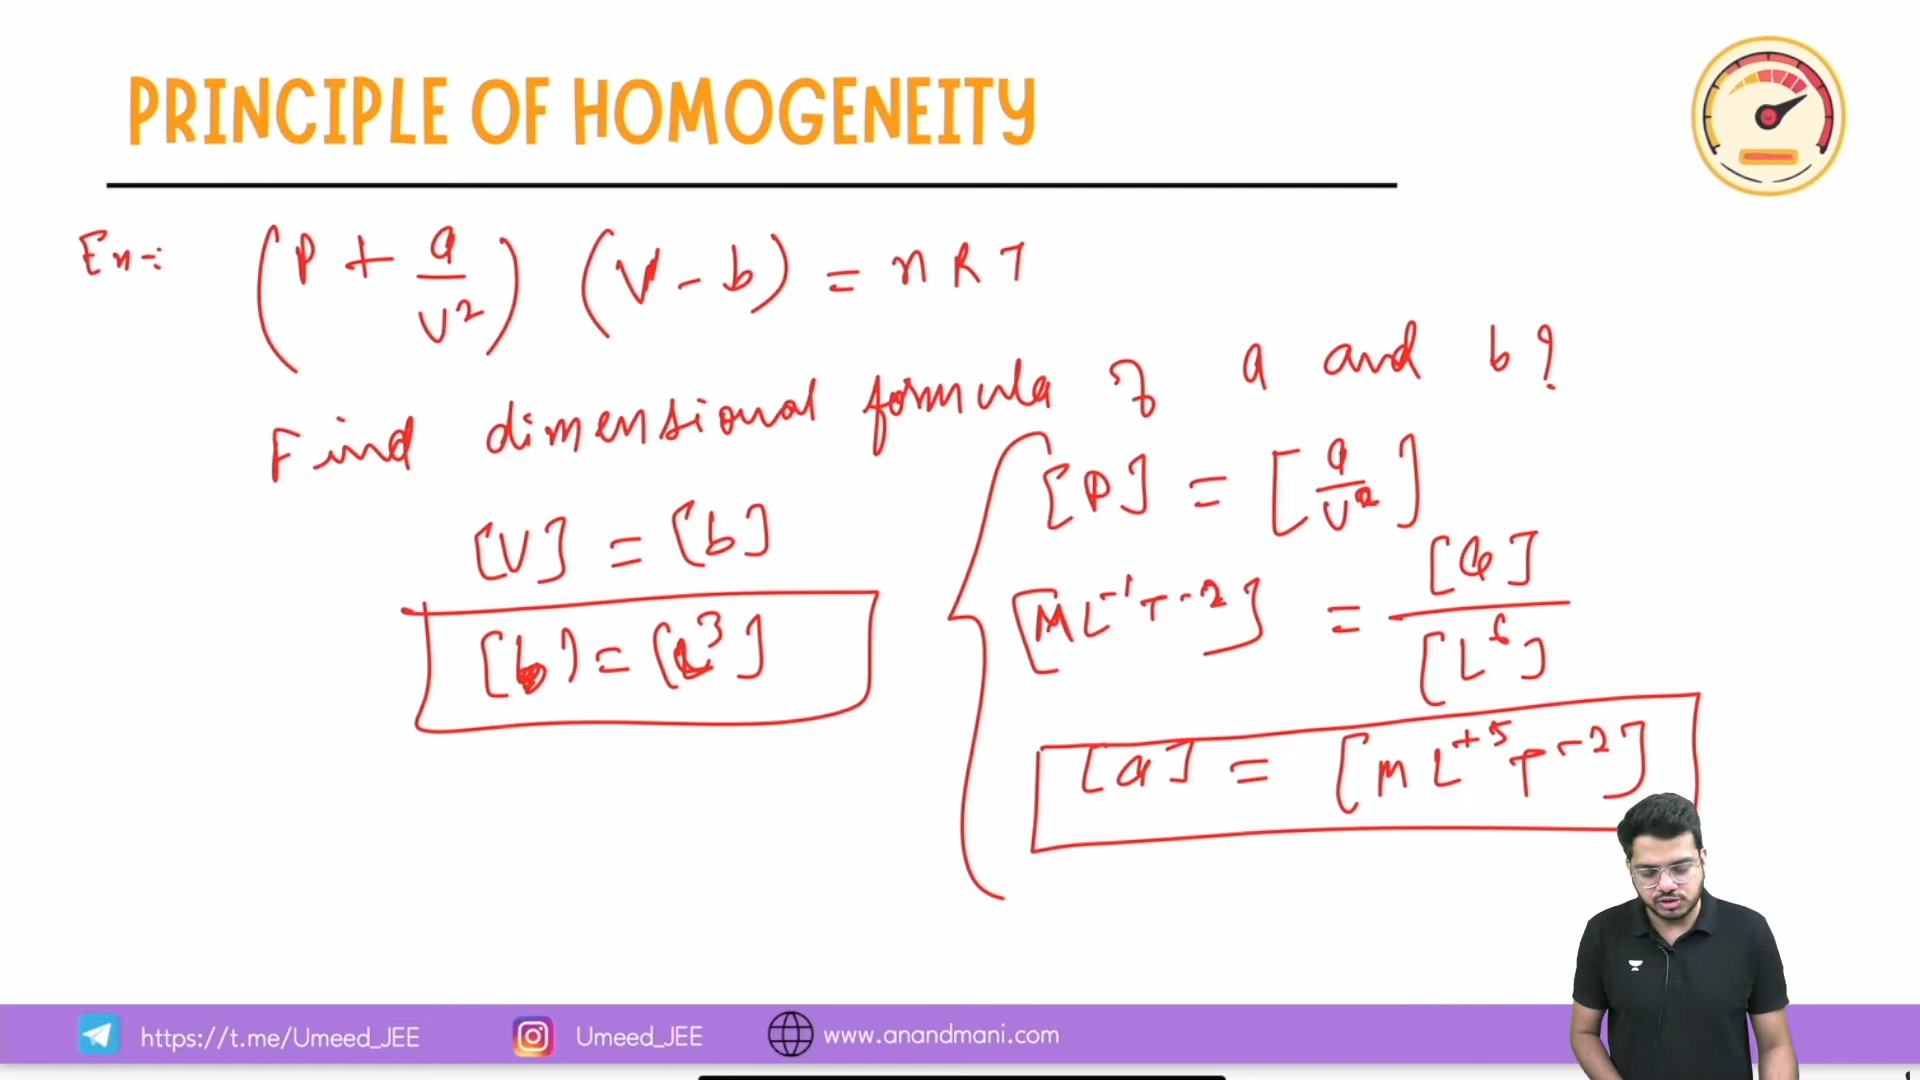 PRINCIPLE OF HOMOGENEITY
Ex-: (P + a/V²) (V - b) = nRT
Find dimensional formula of a and b?
[V] = [b]
[b] = [L³]
[P] = [a/V²]
[ML⁻¹T⁻²] = [a]/[L⁶]
[a] = [ML⁺⁵T⁻²]
https://t.me/Umeed_JEE Umeed_JEE www.anandmani.com